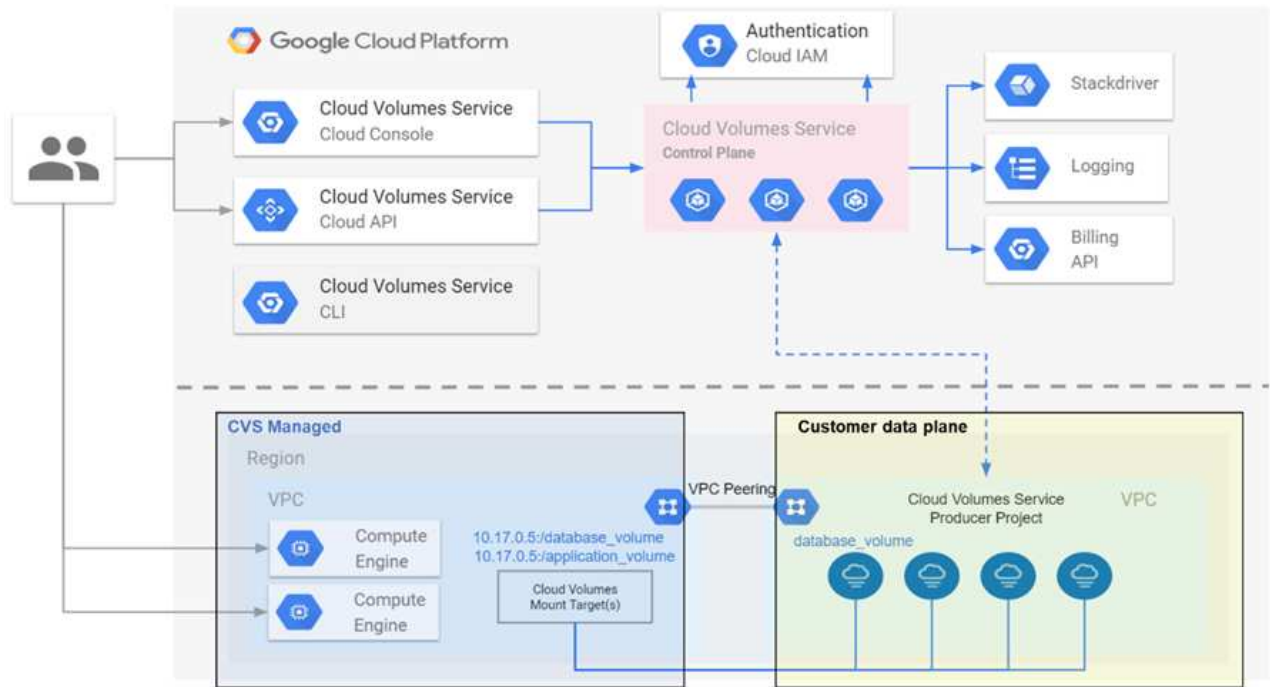 Google Cloud Platform
Authentication
Cloud IAM
Cloud Volumes Service
Cloud Console
Cloud Volumes Service
Cloud API
Cloud Volumes Service
CLI
Cloud Volumes Service
Control Plane
Stackdriver
Logging
Billing
API
CVS Managed
Region
VPC
Compute
Engine
Compute
Engine
10.17.0.5:/database_volume
10.17.0.5:/application_volume
Cloud Volumes
Mount Target(s)
VPC Peering
Customer data plane
Cloud Volumes Service
Producer Project
VPC
database_volume